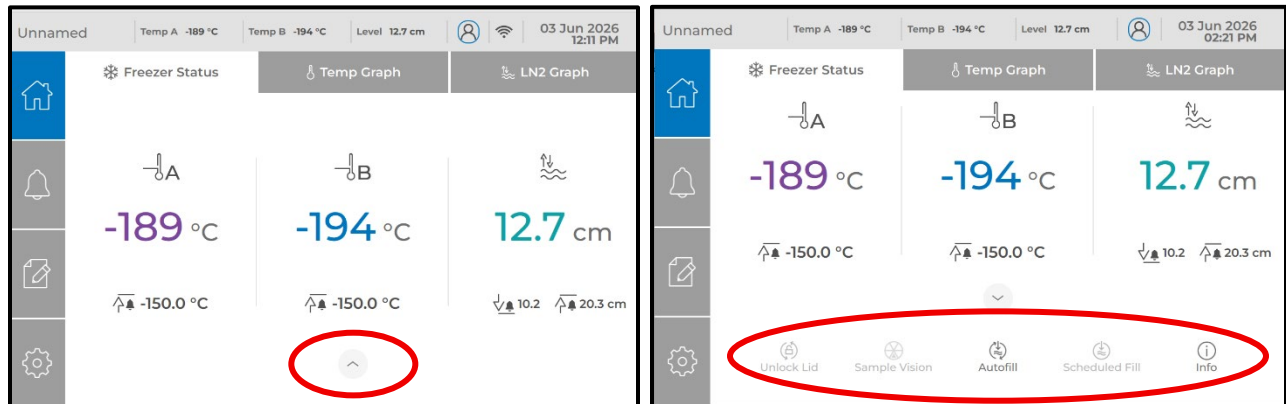 Unnamed Temp A -189 °C Temp B -194 °C Level 12.7 cm 03 Jun 2026
12:11 PM
Freezer Status Temp Graph LN2 Graph
A B
-189 °C -194 °C 12.7 cm
-150.0 °C -150.0 °C 10.2 20.3 cm
Unnamed Temp A -189 °C Temp B -194 °C Level 12.7 cm 03 Jun 2026
02:21 PM
Freezer Status Temp Graph LN2 Graph
A B
-189 °C -194 °C 12.7 cm
-150.0 °C -150.0 °C 10.2 20.3 cm
Unlock Lid Sample Vision Autofill Scheduled Fill Info